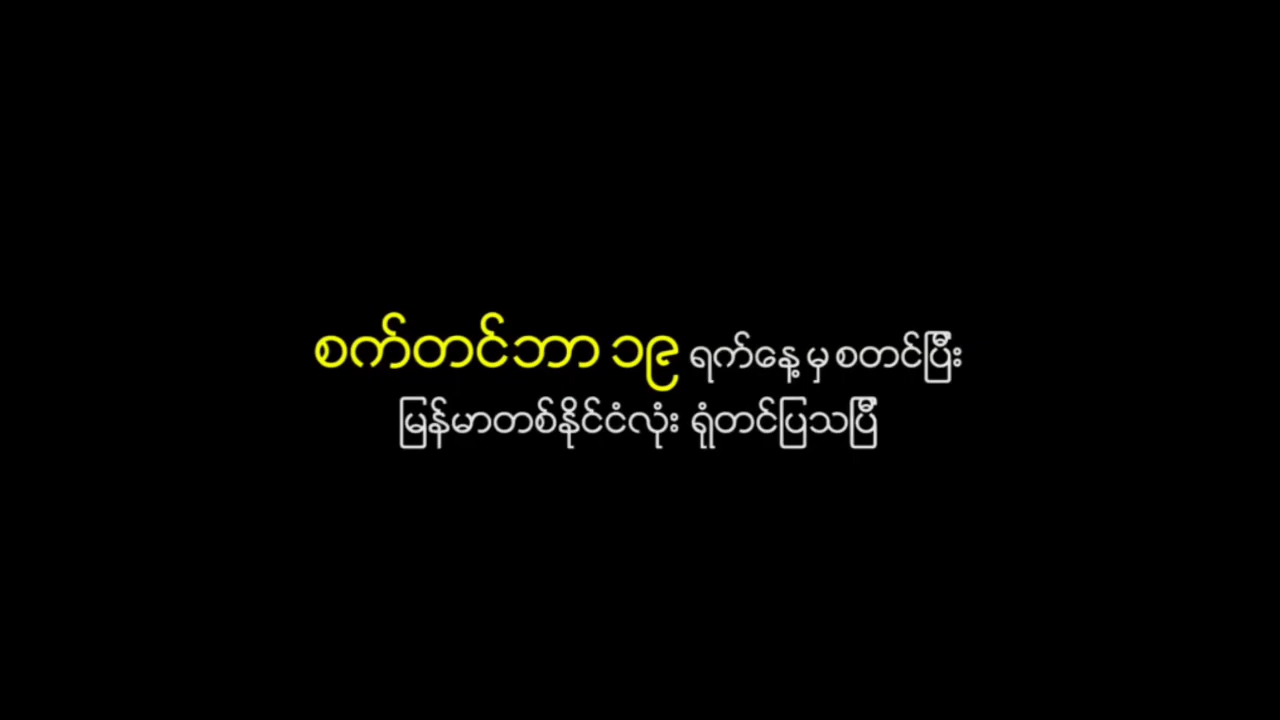 စက်တင်ဘာ ၁၉ ရက်နေ့ မှ စတင်ပြီး
မြန်မာတစ်နိုင်ငံလုံး ရုံတင်ပြသပြီ